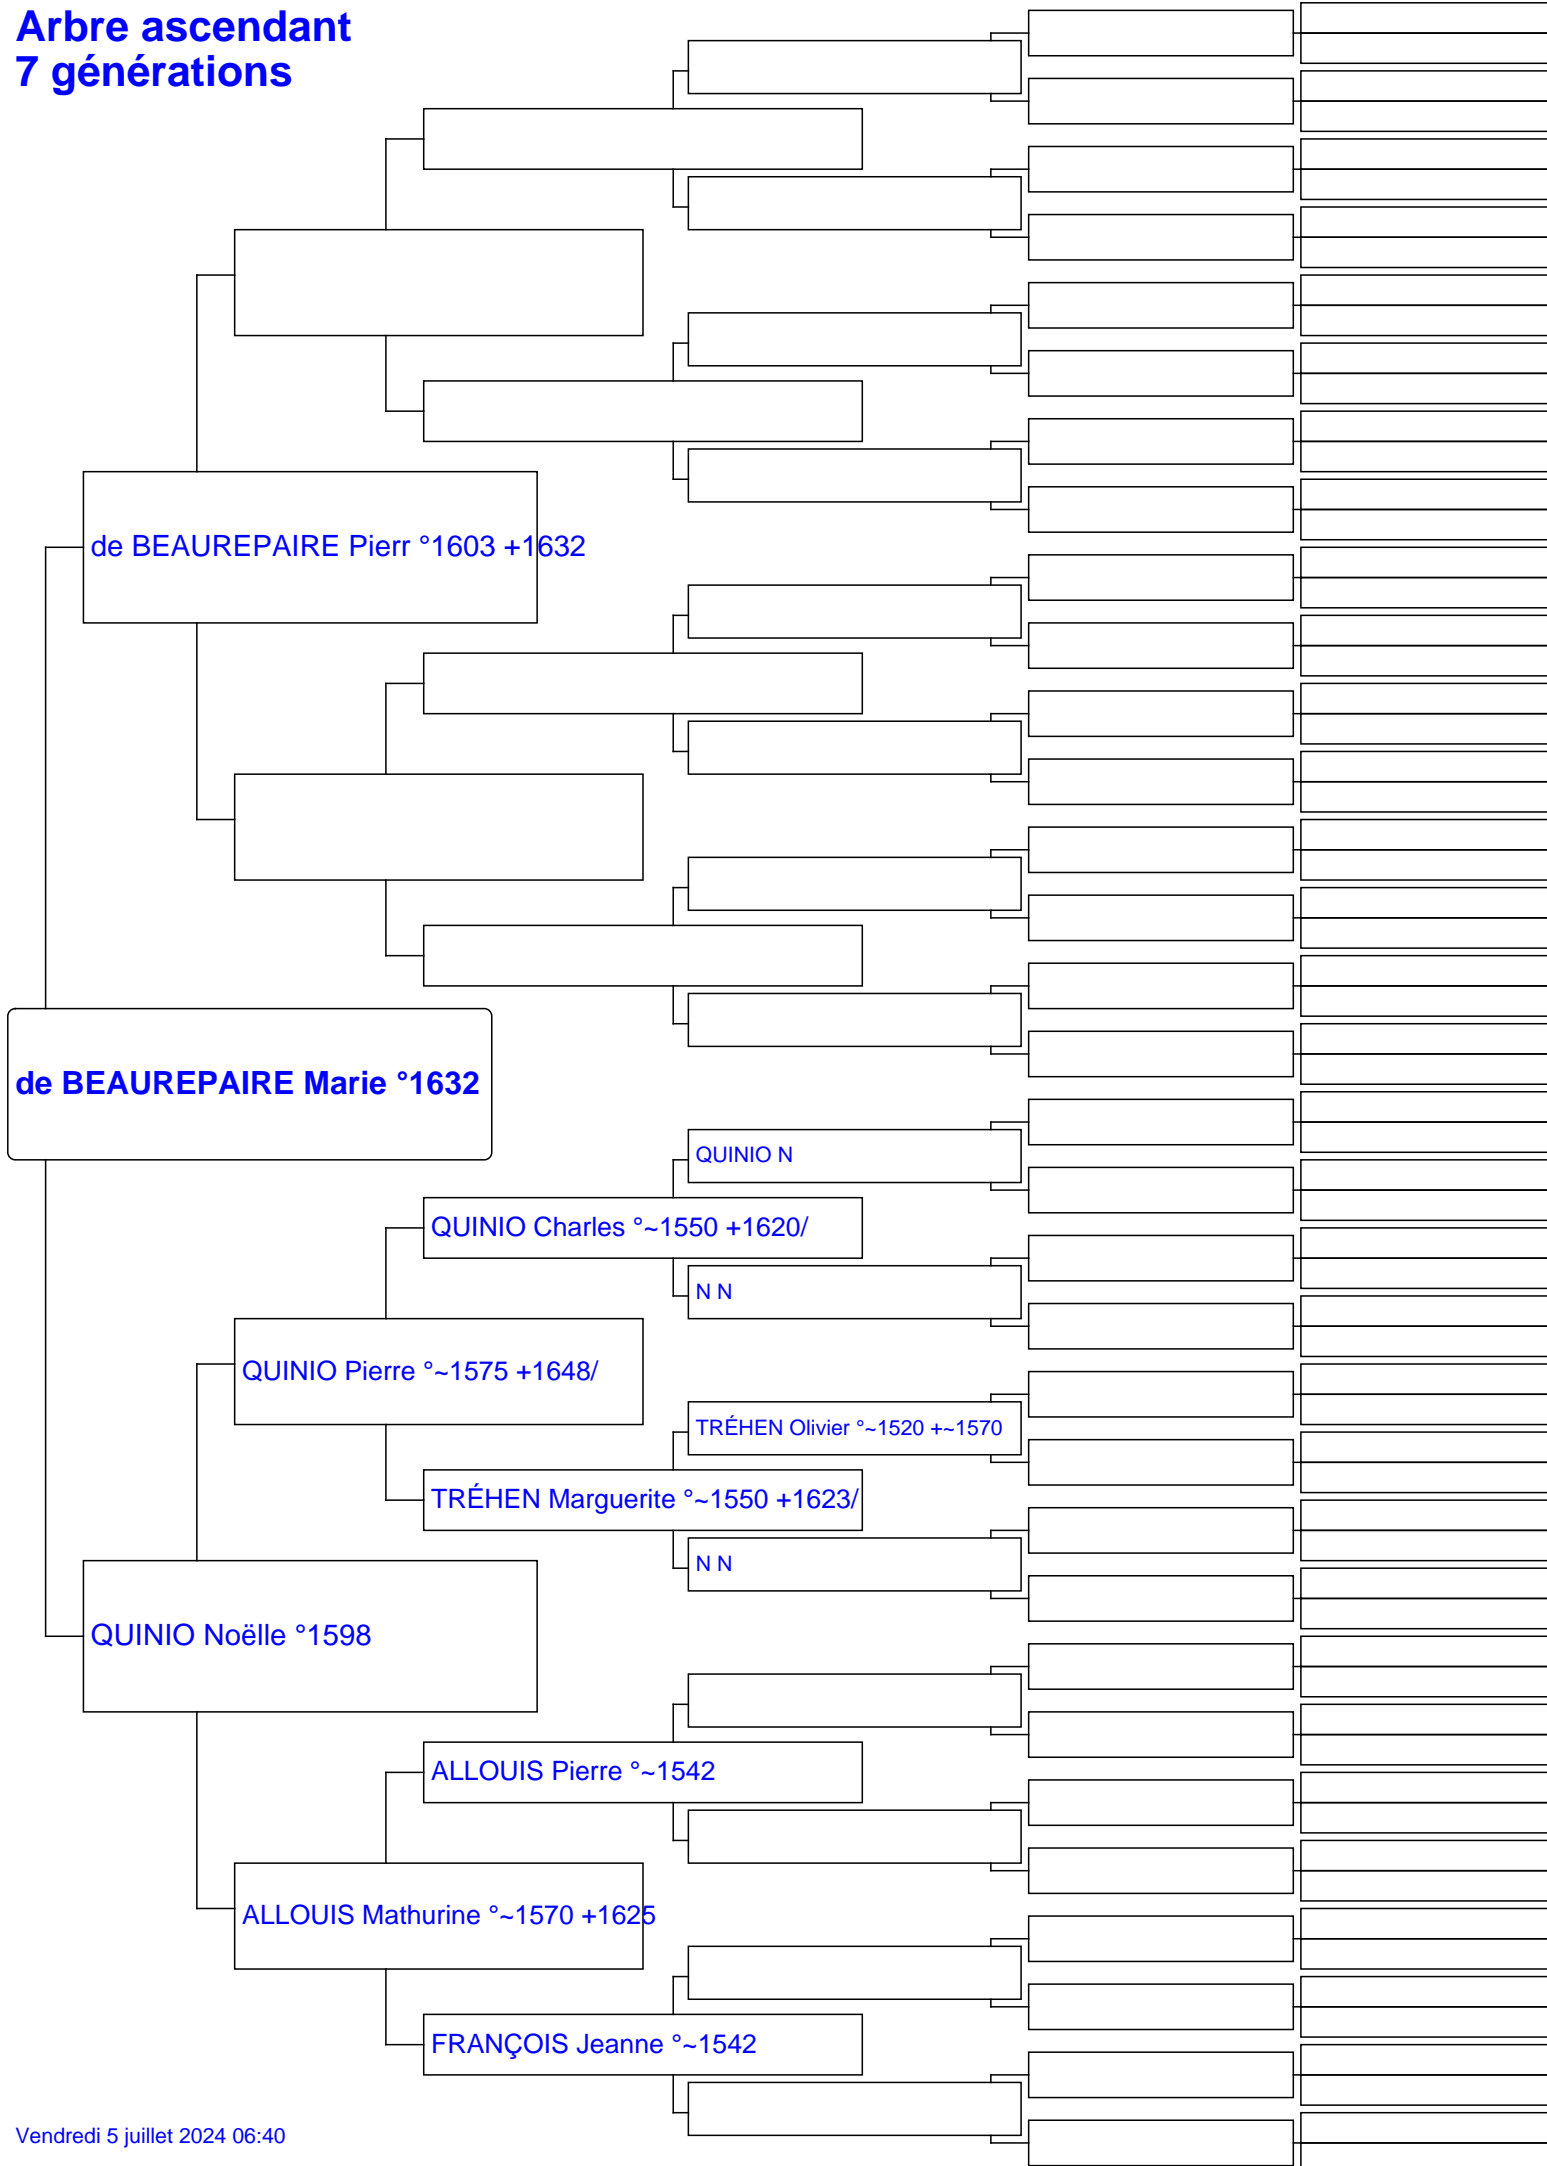 Arbre ascendant
7 générations
de BEAUREPAIRE Pierr °1603 +1632
de BEAUREPAIRE Marie °1632
QUINIO N
QUINIO Charles °~1550 +1620/
N N
QUINIO Pierre °~1575 +1648/
TRÉHEN Olivier °~1520 +~1570
TRÉHEN Marguerite °~1550 +1623/
N N
QUINIO Noëlle °1598
ALLOUIS Pierre °~1542
ALLOUIS Mathurine °~1570 +1625
FRANÇOIS Jeanne °~1542
Vendredi 5 juillet 2024 06:40